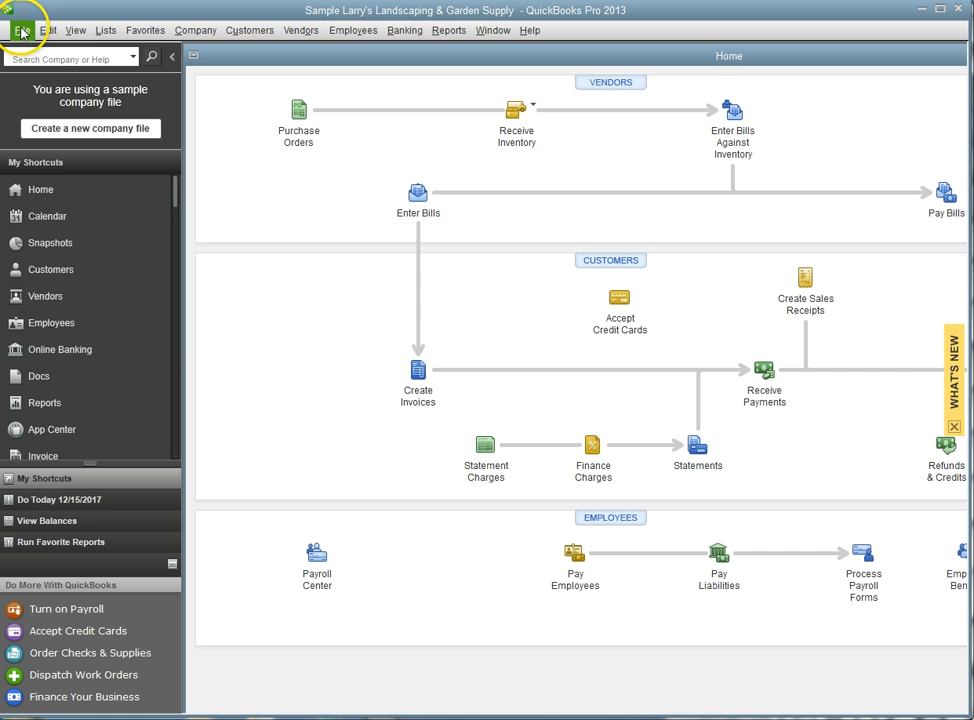 Sample Larry's Landscaping & Garden Supply - QuickBooks Pro 2013
File Edit View Lists Favorites Company Customers Vendors Employees Banking Reports Window Help
Search Company or Help
Home
You are using a sample
company file
Create a new company file
My Shortcuts
Home
Calendar
Snapshots
Customers
Vendors
Employees
Online Banking
Docs
Reports
App Center
Invoice
My Shortcuts
Do Today 12/15/2017
View Balances
Run Favorite Reports
Do More With QuickBooks
Turn on Payroll
Accept Credit Cards
Order Checks & Supplies
Dispatch Work Orders
Finance Your Business
VENDORS
Purchase
Orders
Receive
Inventory
Enter Bills
Against
Inventory
Enter Bills
Pay Bills
CUSTOMERS
Accept
Credit Cards
Create Sales
Receipts
Create
Invoices
Receive
Payments
Statement
Charges
Finance
Charges
Statements
Refunds
& Credits
WHAT'S NEW
EMPLOYEES
Payroll
Center
Pay
Employees
Pay
Liabilities
Process
Payroll
Forms
Emp
Ben